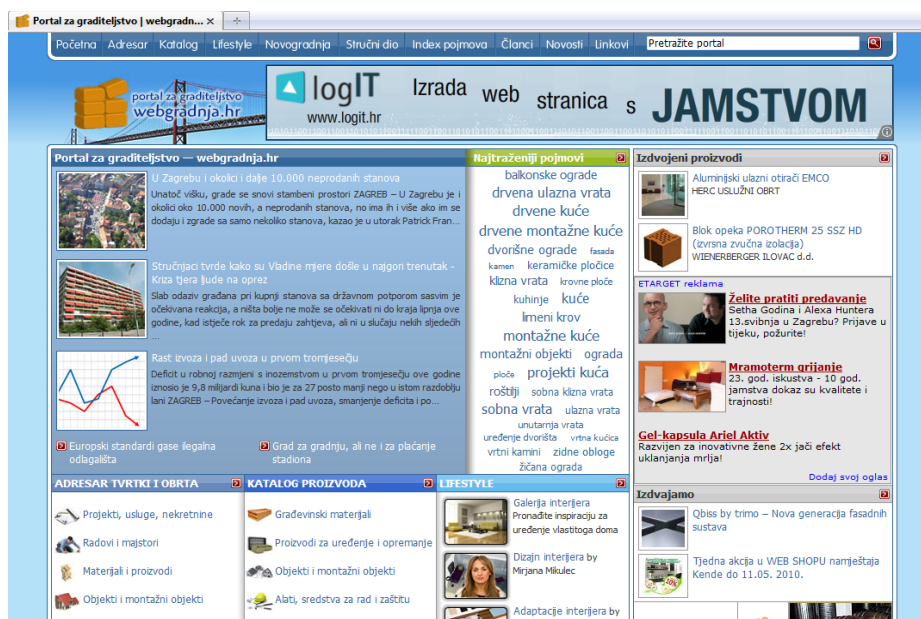 Portal za graditeljstvo | webgradn...
Početna Adresar Katalog Lifestyle Novogradnja Stručni dio Index pojmova Članci Novosti Linkovi
Pretražite portal
portal za graditeljstvo
webgradnja.hr
logIT
www.logit.hr
Izrada web stranica s JAMSTVOM
Portal za graditeljstvo — webgradnja.hr
U Zagrebu i okolici i dalje 10.000 neprodanih stanova
Unatoč višku, grade se snovi stambeni prostori ZAGREB – U Zagrebu je i
okolici oko 10.000 novih, a neprodanih stanova, no ima ih i više ako im se
dodaju i zgrade sa samo nekoliko stanova, kazao je u utorak Patrick Fran...
Stručnjaci tvrde kako su Vladine mjere došle u najgori trenutak -
Kriza tjera ljude na oprez
Slab odaziv građana pri kupnji stanova sa državnom potporom sasvim je
očekivana reakcija, a ništa bolje ne može se očekivati ni do kraja lipnja ove
godine, kad istječe rok za predaju zahtjeva, ali ni u slučaju nekih sljedećih
...
Rast izvoza i pad uvoza u prvom tromjesečju
Deficit u robnoj razmjeni s inozemstvom u prvom tromjesečju ove godine
iznosio je 9,8 milijardi kuna i bio je za 27 posto manji nego u istom razdoblju
lani ZAGREB – Povećanje izvoza i pad uvoza, smanjenje deficita i po...
Europski standardi gase ilegalna
odlagališta
Grad za gradnju, ali ne i za plaćanje
stadiona
Najtraženiji pojmovi
balkonske ograde
drvena ulazna vrata
drvene kuće
drvene montažne kuće
dvorišne ograde fasada
kamen keramičke pločice
klizna vrata krovne ploče
kuhinje kuće
limeni krov
montažne kuće
montažni objekti ograda
ploče projekti kuća
roštilji sobna klizna vrata
sobna vrata ulazna vrata
unutarnja vrata
uređenje dvorišta vrtna kućica
vrtni kamini zidne obloge
žičana ograda
Izdvojeni proizvodi
Aluminijski ulazni otirači EMCO
HERC USLUŽNI OBRT
Blok opeka POROTHERM 25 SSZ HD
(izvrsna zvučna izolacija)
WIENERBERGER ILOVAC d.d.
ETARGET reklama
Želite pratiti predavanje
Setha Godina i Alexa Huntera
13.svibnja u Zagrebu? Prijave u
tijeku, požurite!
Mramoterm grijanje
23. god. iskustva - 10 god.
jamstva dokaz su kvalitete i
trajnosti!
Gel-kapsula Ariel Aktiv
Razvijen za inovativne žene 2x jači efekt
uklanjanja mrlja!
Dodaj svoj oglas
ADRESAR TVRTKI I OBRTA
Projekti, usluge, nekretnine
Radovi i majstori
Materijali i proizvodi
Objekti i montažni objekti
KATALOG PROIZVODA
Građevinski materijali
Proizvodi za uređenje i opremanje
Objekti i montažni objekti
Alati, sredstva za rad i zaštitu
LIFESTYLE
Galerija interijera
Pronađite inspiraciju za
uređenje vlastitoga doma
Dizajn interijera by
Mirjana Mikulec
Adaptacije interijera by
Izdvajamo
Qbiss by trimo – Nova generacija fasadnih
sustava
Tjedna akcija u WEB SHOPU namještaja
Kende do 11.05. 2010.